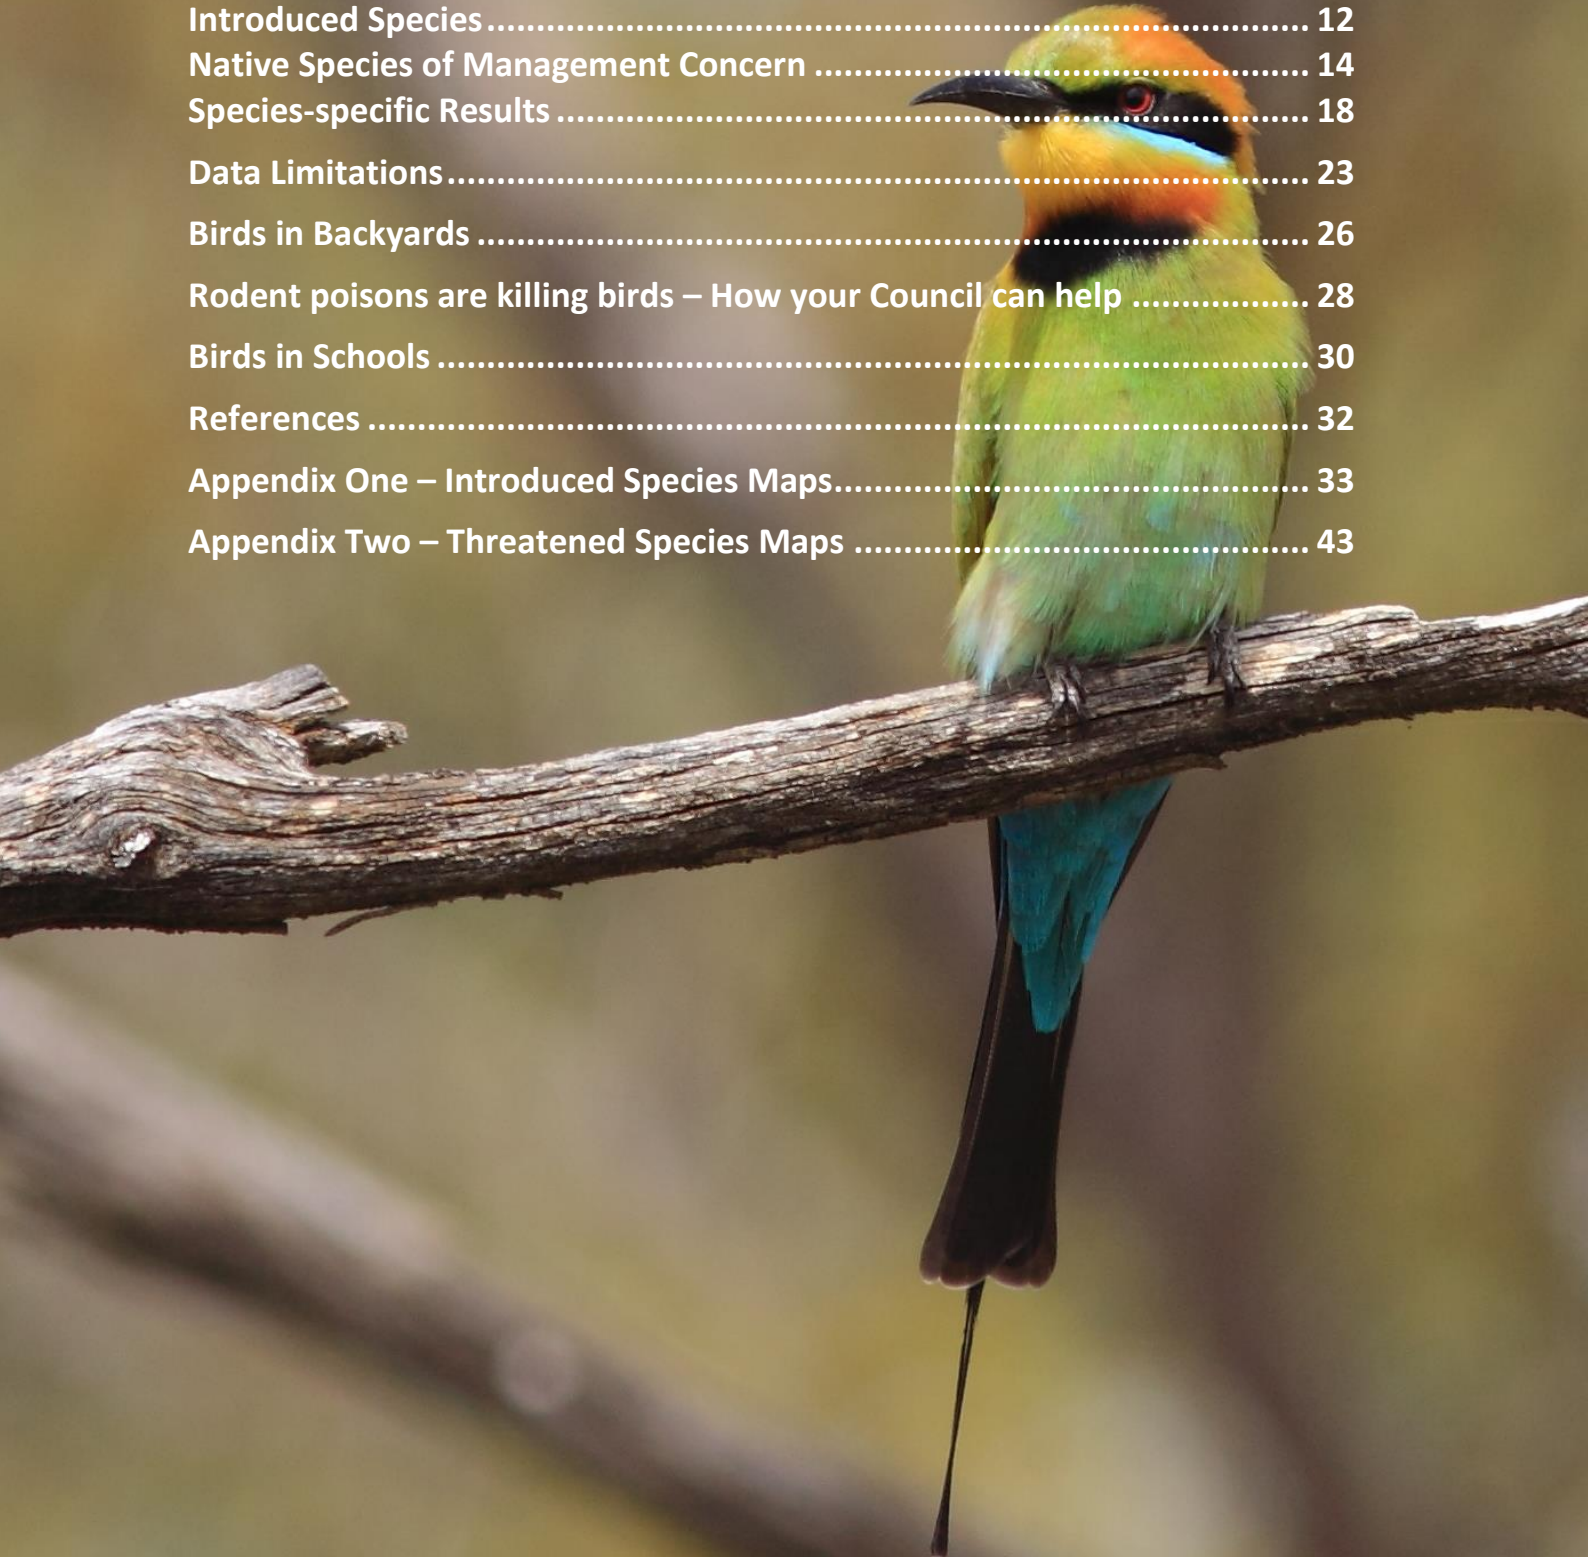 Introduced Species 12
Native Species of Management Concern 14
Species-specific Results 18
Data Limitations 23
Birds in Backyards 26
Rodent poisons are killing birds – How your Council can help 28
Birds in Schools 30
References 32
Appendix One – Introduced Species Maps 33
Appendix Two – Threatened Species Maps 43